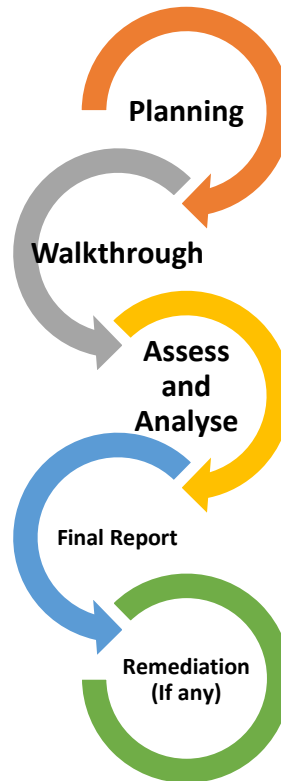 Planning
Walkthrough
Assess
and
Analyse
Final Report
Remediation
(If any)